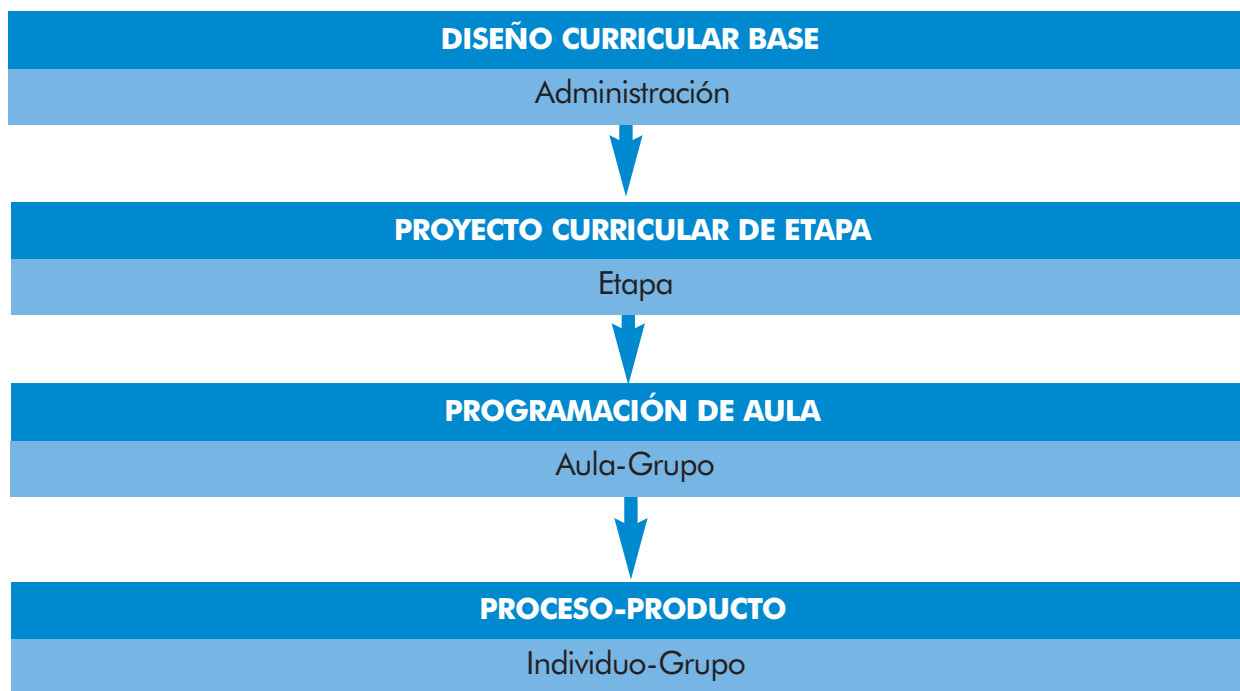 DISEÑO CURRICULAR BASE
Administración
PROYECTO CURRICULAR DE ETAPA
Etapa
PROGRAMACIÓN DE AULA
Aula-Grupo
PROCESO-PRODUCTO
Individuo-Grupo